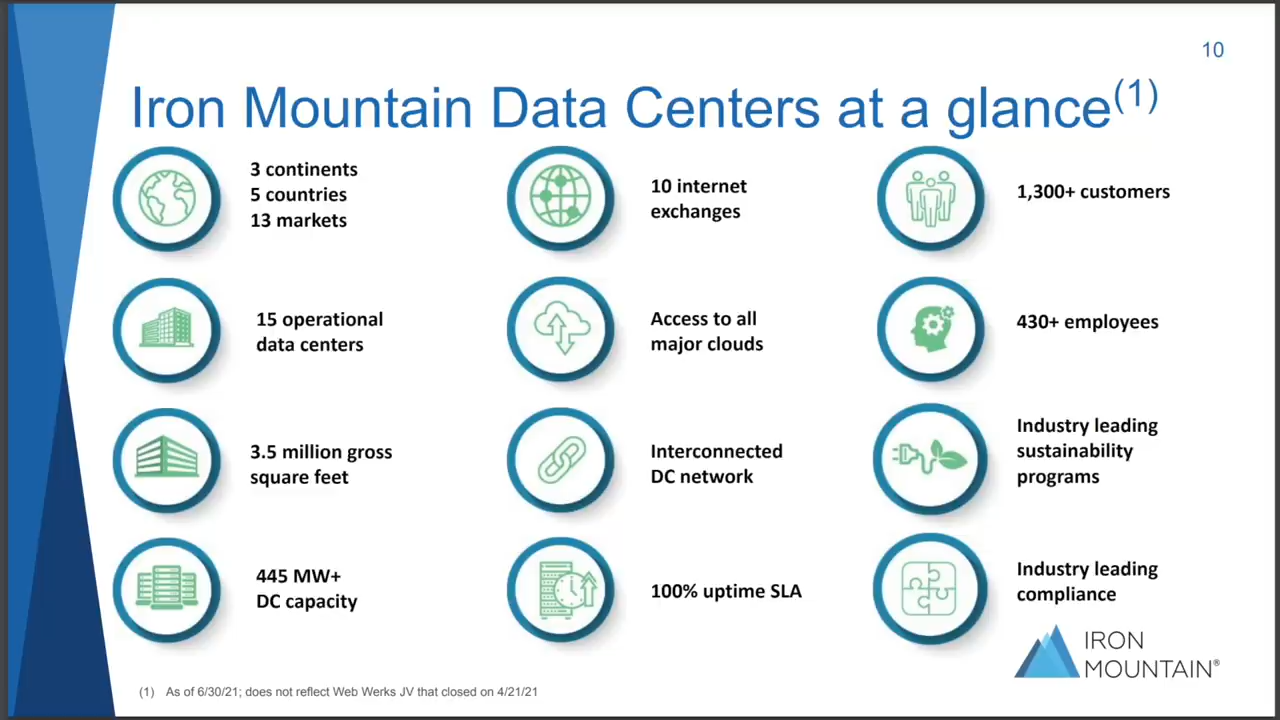 10
Iron Mountain Data Centers at a glance(1)
3 continents
5 countries
13 markets
10 internet
exchanges
1,300+ customers
15 operational
data centers
Access to all
major clouds
430+ employees
3.5 million gross
square feet
Interconnected
DC network
Industry leading
sustainability
programs
445 MW+
DC capacity
100% uptime SLA
Industry leading
compliance
IRON
MOUNTAIN®
(1) As of 6/30/21; does not reflect Web Werks JV that closed on 4/21/21